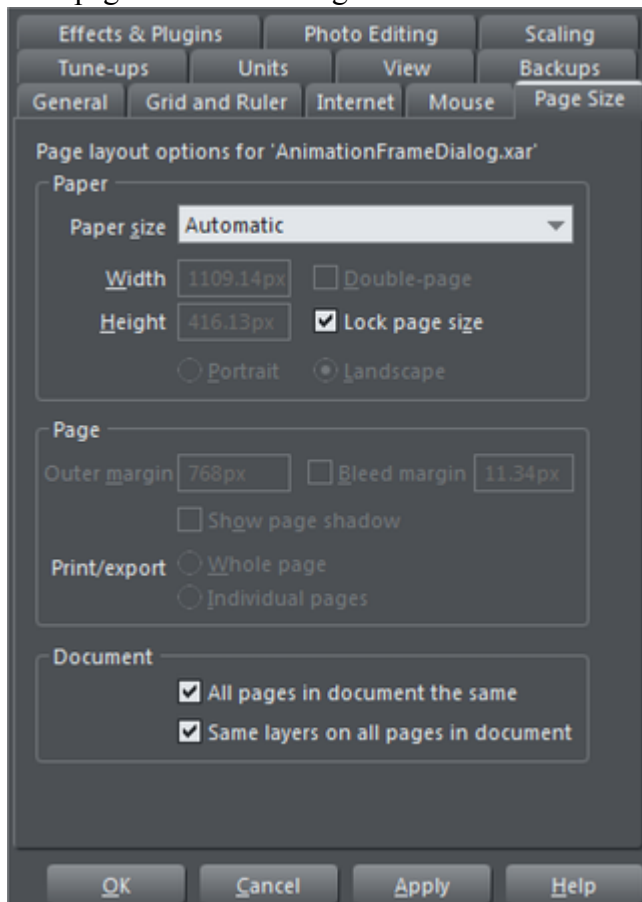 Effects & Plugins Photo Editing Scaling
Tune-ups Units View Backups
General Grid and Ruler Internet Mouse Page Size
Page layout options for 'AnimationFrameDialog.xar'
Paper
Paper size Automatic
Width 1109.14px Double-page
Height 416.13px Lock page size
Portrait Landscape
Page
Outer margin 768px Bleed margin 11.34px
Show page shadow
Print/export Whole page
Individual pages
Document
All pages in document the same
Same layers on all pages in document
OK Cancel Apply Help